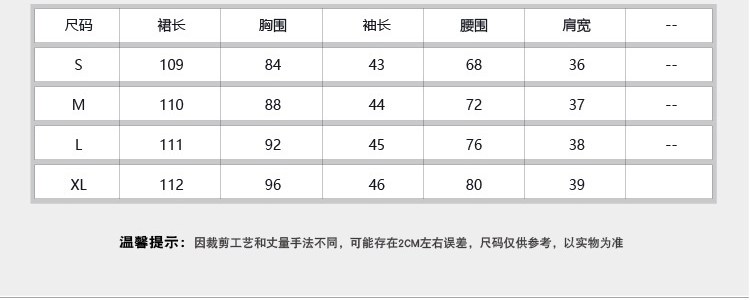 尺码 裙长 胸围 袖长 腰围 肩宽 --
S 109 84 43 68 36 --
M 110 88 44 72 37 --
L 111 92 45 76 38 --
XL 112 96 46 80 39
温馨提示：因裁剪工艺和丈量手法不同，可能存在2CM左右误差，尺码仅供参考，以实物为准